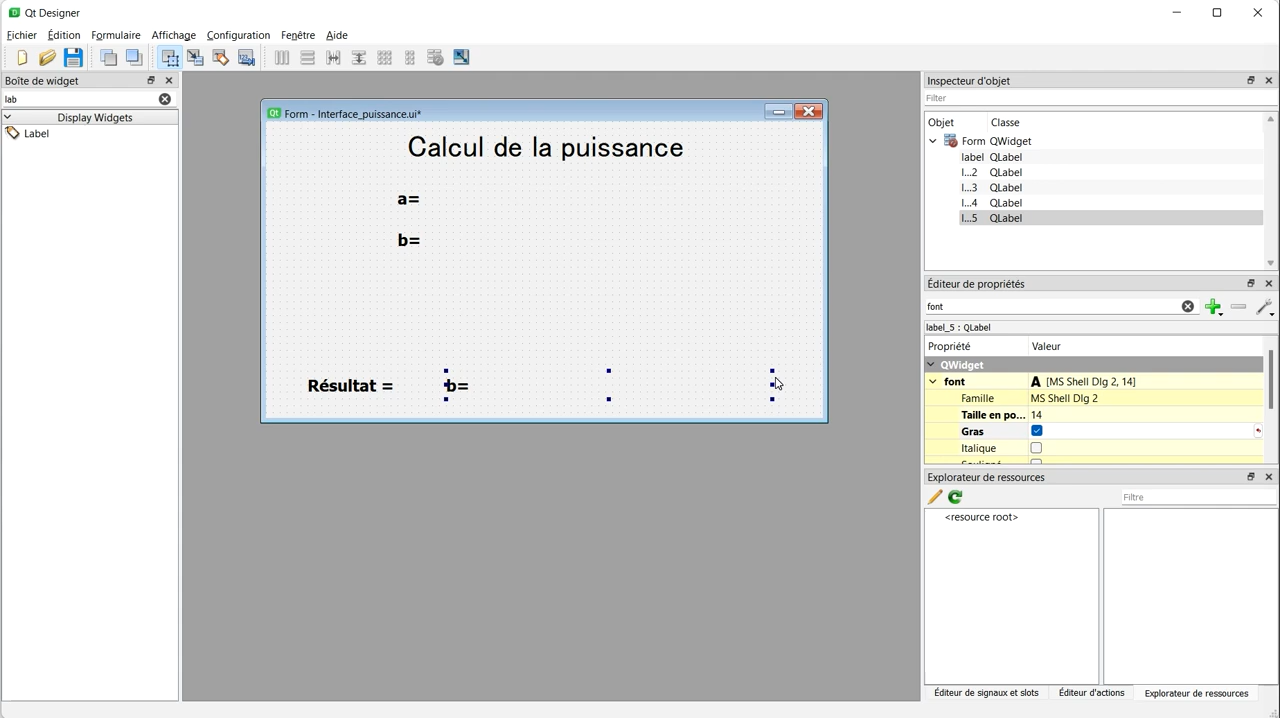 Qt Designer
Fichier Édition Formulaire Affichage Configuration Fenêtre Aide
Boîte de widget
lab
Display Widgets
Label
Form - Interface_puissance.ui*
Calcul de la puissance
a=
b=
Résultat = b=
Inspecteur d'objet
Filter
Objet Classe
Form QWidget
label QLabel
l...2 QLabel
l...3 QLabel
l...4 QLabel
l...5 QLabel
Éditeur de propriétés
font
label_5 : QLabel
Propriété Valeur
QWidget
font A [MS Shell Dlg 2, 14]
Famille MS Shell Dlg 2
Taille en po... 14
Gras
Italique
Explorateur de ressources
Filtre
<resource root>
Éditeur de signaux et slots Éditeur d'actions Explorateur de ressources